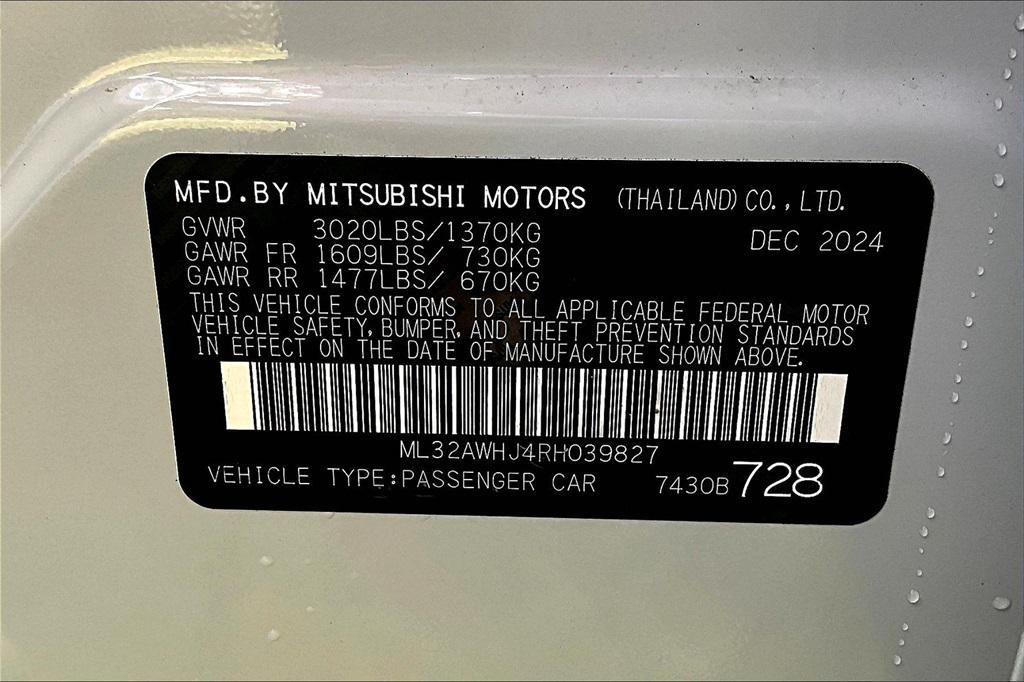 MFD.BY MITSUBISHI MOTORS (THAILAND) CO., LTD.
GVWR 3020LBS/1370KG DEC 2024
GAWR FR 1609LBS/ 730KG
GAWR RR 1477LBS/ 670KG
THIS VEHICLE CONFORMS TO ALL APPLICABLE FEDERAL MOTOR
VEHICLE SAFETY, BUMPER, AND THEFT PREVENTION STANDARDS
IN EFFECT ON THE DATE OF MANUFACTURE SHOWN ABOVE.
ML32AWHJ4RH039827
VEHICLE TYPE:PASSENGER CAR 7430B 728